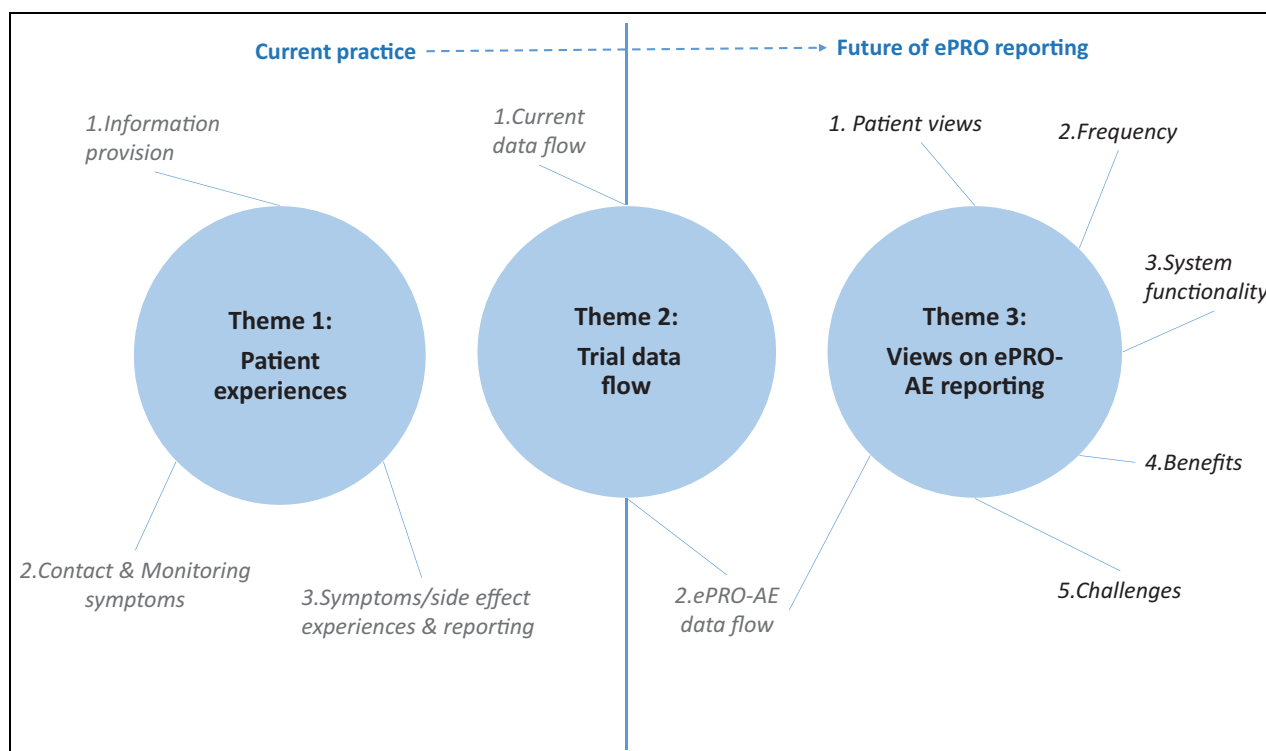 Current practice
Future of ePRO reporting
1.Information
provision
1.Current
data flow
1. Patient views
2.Frequency
3.System
functionality
Theme 1:
Patient
experiences
Theme 2:
Trial data
flow
Theme 3:
Views on ePRO-
AE reporting
4.Benefits
2.Contact & Monitoring
symptoms
3.Symptoms/side effect
experiences & reporting
2.ePRO-AE
data flow
5.Challenges